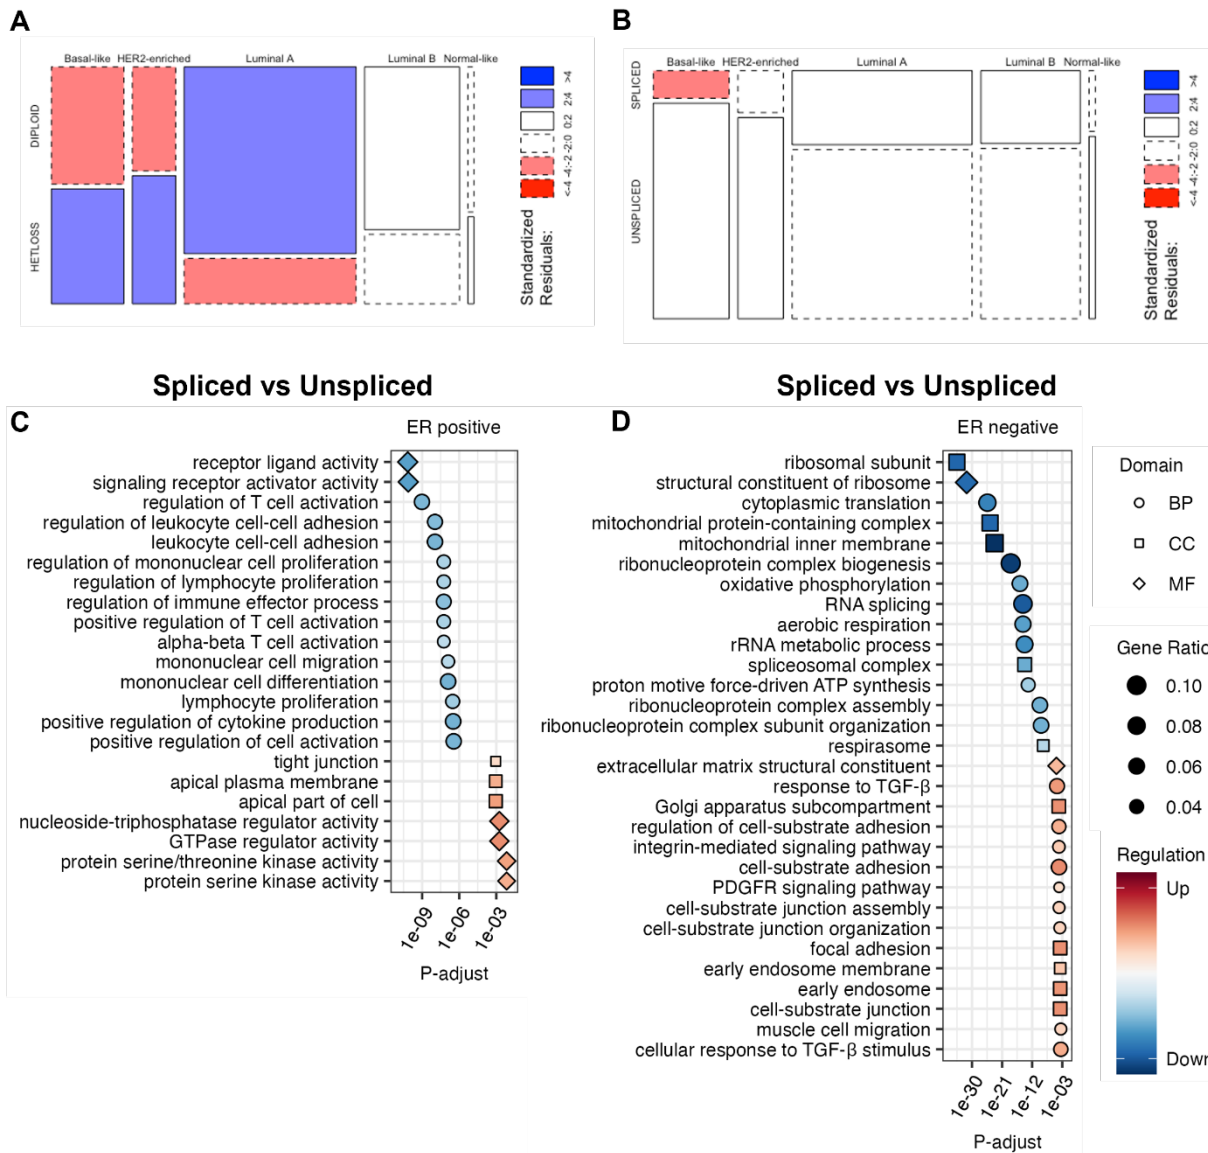 A
Basal-like HER2-enriched Luminal A Luminal B Normal-like
DIPLOID
HETLOSS
Standardized
Residuals:
<-4 -4:-2 -2:0 0:2 2:4 >4
B
Basal-like HER2-enriched Luminal A Luminal B Normal-like
SPLICED
UNSPLICED
Standardized
Residuals:
<-4 -4:-2 -2:0 0:2 2:4 >4
Spliced vs Unspliced
C
ER positive
receptor ligand activity
signaling receptor activator activity
regulation of T cell activation
regulation of leukocyte cell-cell adhesion
leukocyte cell-cell adhesion
regulation of mononuclear cell proliferation
regulation of lymphocyte proliferation
regulation of immune effector process
positive regulation of T cell activation
alpha-beta T cell activation
mononuclear cell migration
mononuclear cell differentiation
lymphocyte proliferation
positive regulation of cytokine production
positive regulation of cell activation
tight junction
apical plasma membrane
apical part of cell
nucleoside-triphosphatase regulator activity
GTPase regulator activity
protein serine/threonine kinase activity
protein serine kinase activity
1e-09 1e-06 1e-03
P-adjust
Spliced vs Unspliced
D
ER negative
ribosomal subunit
structural constituent of ribosome
cytoplasmic translation
mitochondrial protein-containing complex
mitochondrial inner membrane
ribonucleoprotein complex biogenesis
oxidative phosphorylation
RNA splicing
aerobic respiration
rRNA metabolic process
spliceosomal complex
proton motive force-driven ATP synthesis
ribonucleoprotein complex assembly
ribonucleoprotein complex subunit organization
respirasome
extracellular matrix structural constituent
response to TGF-β
Golgi apparatus subcompartment
regulation of cell-substrate adhesion
integrin-mediated signaling pathway
cell-substrate adhesion
PDGFR signaling pathway
cell-substrate junction assembly
cell-substrate junction organization
focal adhesion
early endosome membrane
early endosome
cell-substrate junction
muscle cell migration
cellular response to TGF-β stimulus
1e-30 1e-21 1e-12 1e-03
P-adjust
Domain
BP
CC
MF
Gene Ratio
0.10
0.08
0.06
0.04
Regulation
Up
Down